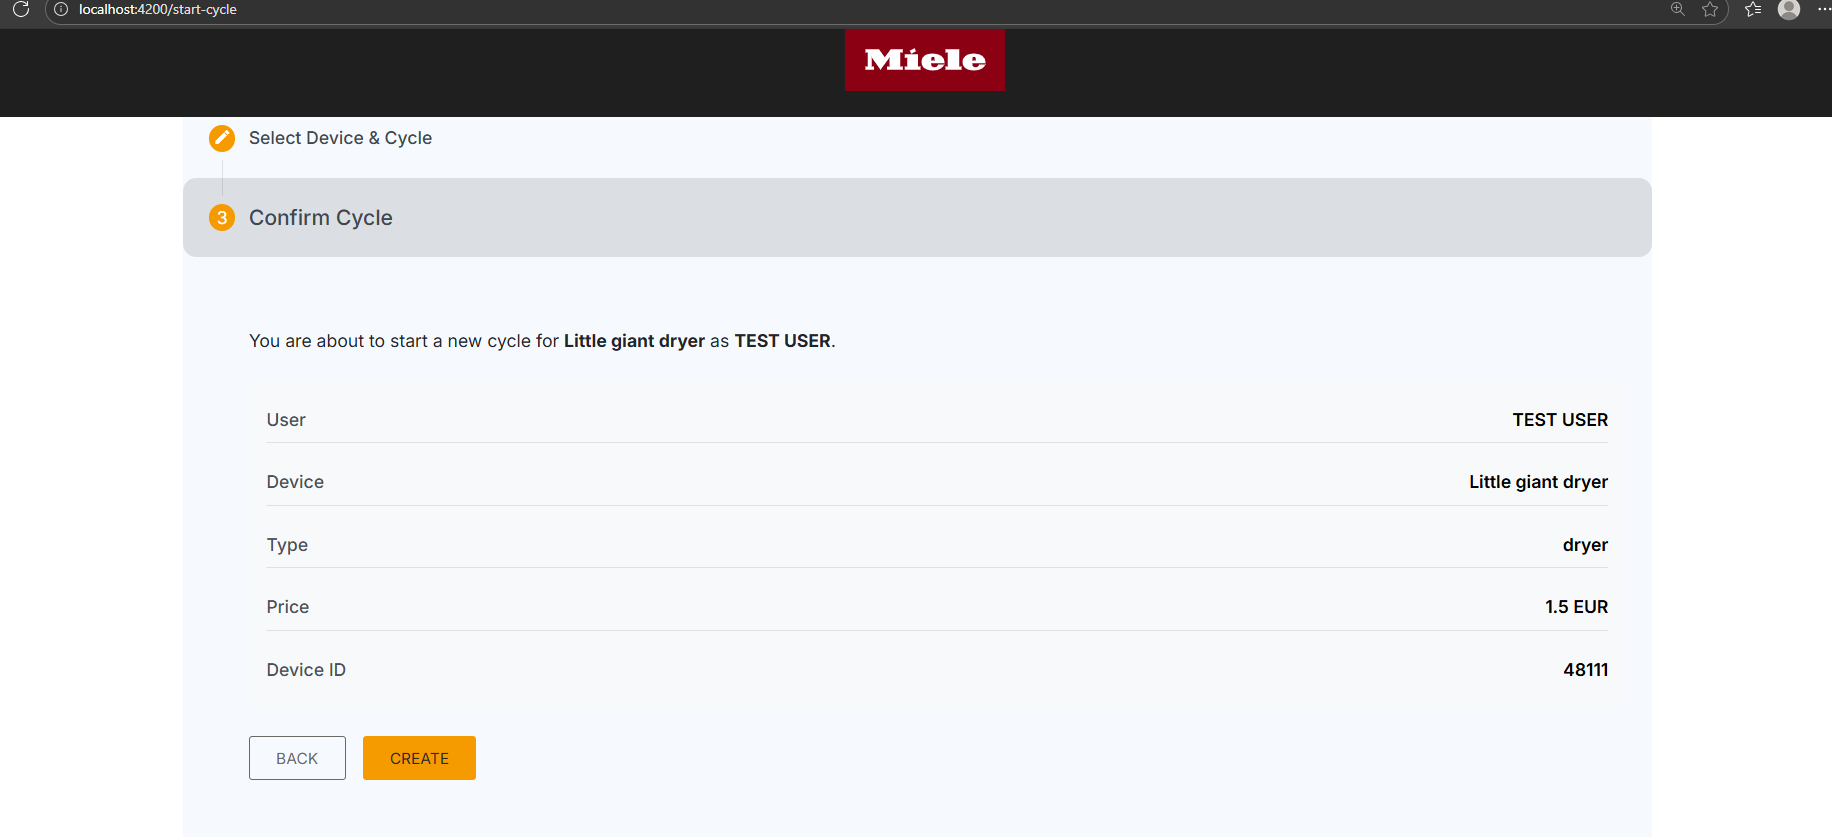 localhost:4200/start-cycle
Miele
Select Device & Cycle
3 Confirm Cycle
You are about to start a new cycle for Little giant dryer as TEST USER.
User TEST USER
Device Little giant dryer
Type dryer
Price 1.5 EUR
Device ID 48111
BACK CREATE